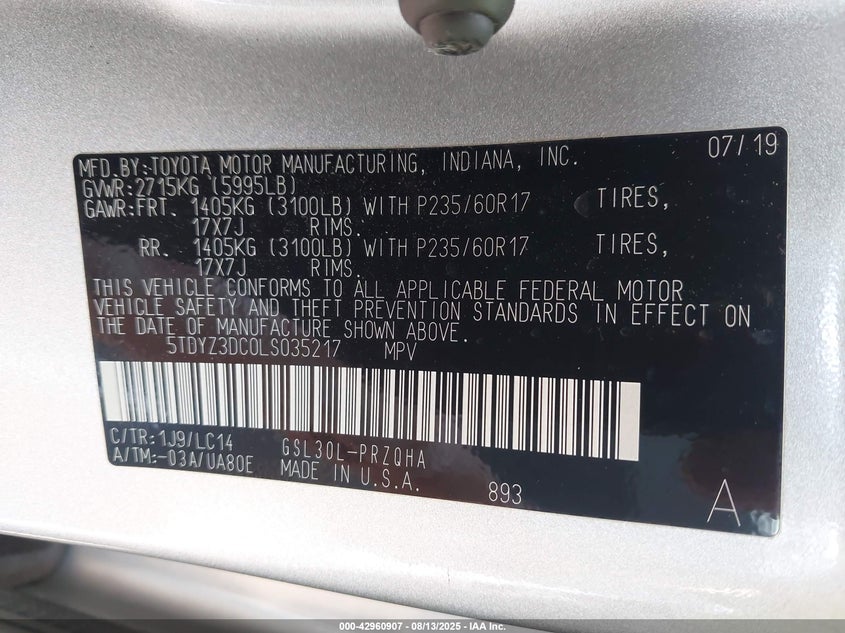 MFD.BY:TOYOTA MOTOR MANUFACTURING, INDIANA, INC. 07/19
GVWR:2715KG (5995LB)
GAWR:FRT. 1405KG (3100LB) WITH P235/60R17 TIRES,
17X7J RIMS.
RR. 1405KG (3100LB) WITH P235/60R17 TIRES,
17X7J RIMS.
THIS VEHICLE CONFORMS TO ALL APPLICABLE FEDERAL MOTOR
VEHICLE SAFETY AND THEFT PREVENTION STANDARDS IN EFFECT ON
THE DATE OF MANUFACTURE SHOWN ABOVE.
5TDYZ3DC0LS035217 MPV
C/TR:1J9/LC14 GSL30L-PRZQHA
A/TM:-03A/UA80E MADE IN U.S.A. 893 A
000-42960907 - 08/13/2025 - IAA Inc.